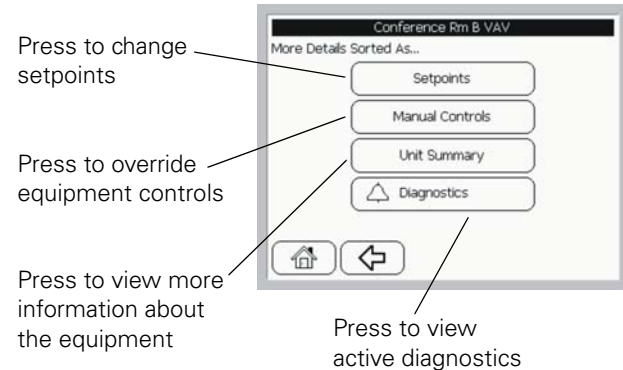 Press to change
setpoints
Press to override
equipment controls
Press to view more
information about
the equipment
Conference Rm B VAV
More Details Sorted As...
Setpoints
Manual Controls
Unit Summary
Diagnostics
Press to view
active diagnostics